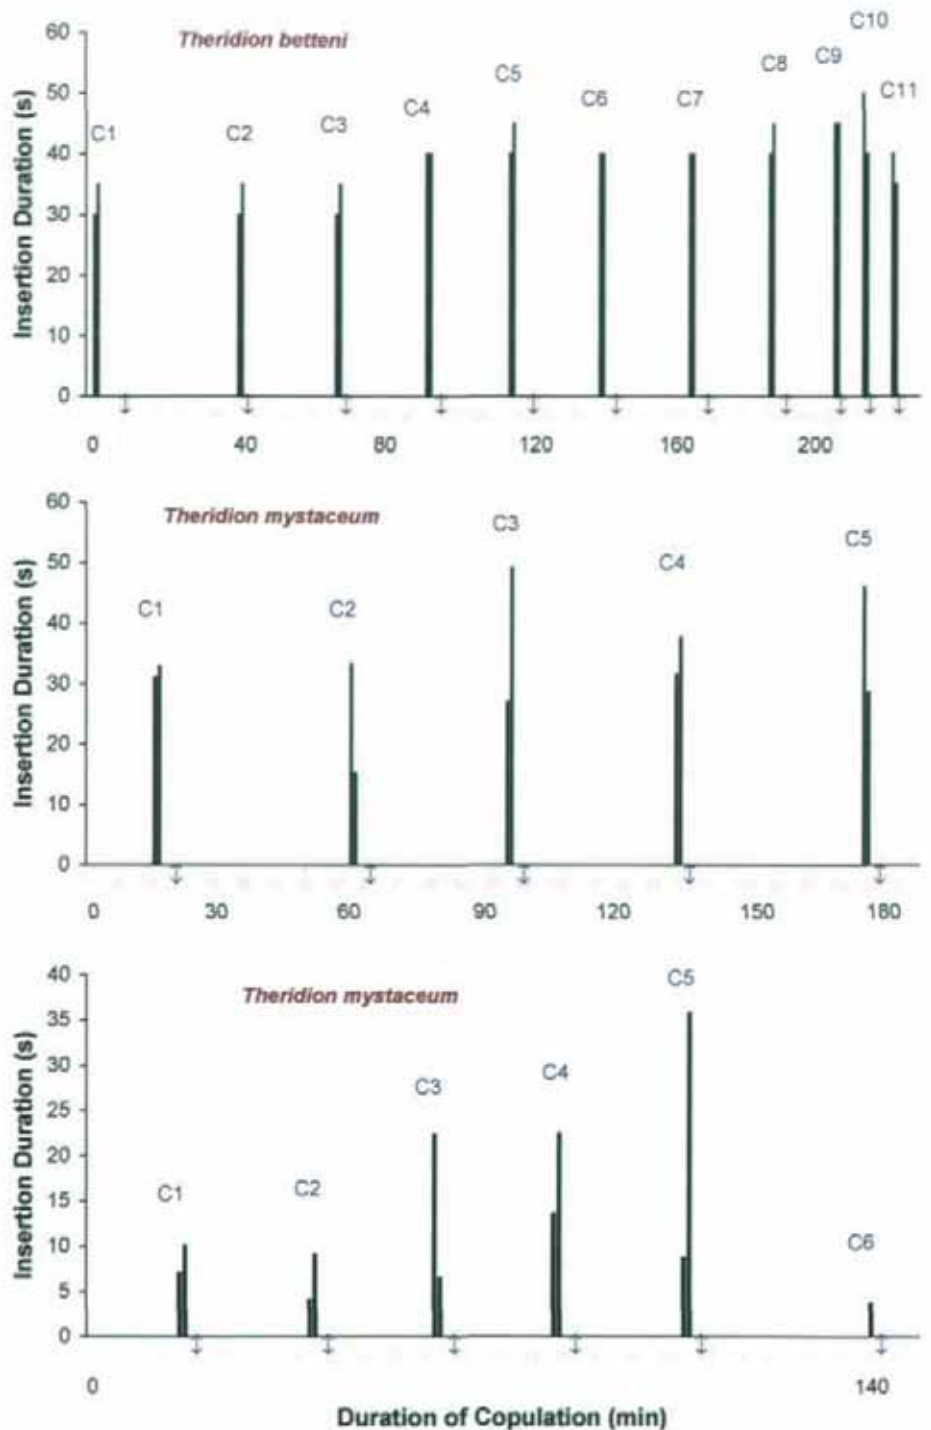 Theridion betteni
Insertion Duration (s)
60
50
40
30
20
10
0
C1
C2
C3
C4
C5
C6
C7
C8
C9
C10
C11
0 40 80 120 160 200
Theridion mystaceum
Insertion Duration (s)
60
50
40
30
20
10
0
C1
C2
C3
C4
C5
0 30 60 90 120 150 180
Theridion mystaceum
Insertion Duration (s)
40
35
30
25
20
15
10
5
0
C1
C2
C3
C4
C5
C6
0 140
Duration of Copulation (min)